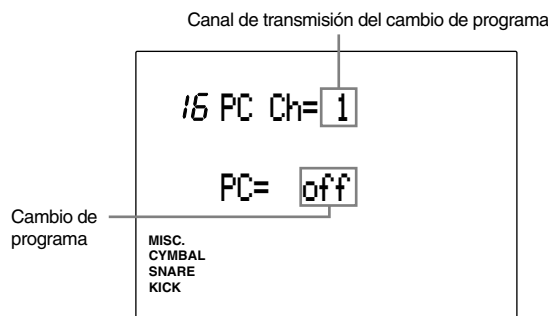 Canal de transmisión del cambio de programa
16 PC Ch= 1
PC= off
Cambio de
programa
MISC.
CYMBAL
SNARE
KICK